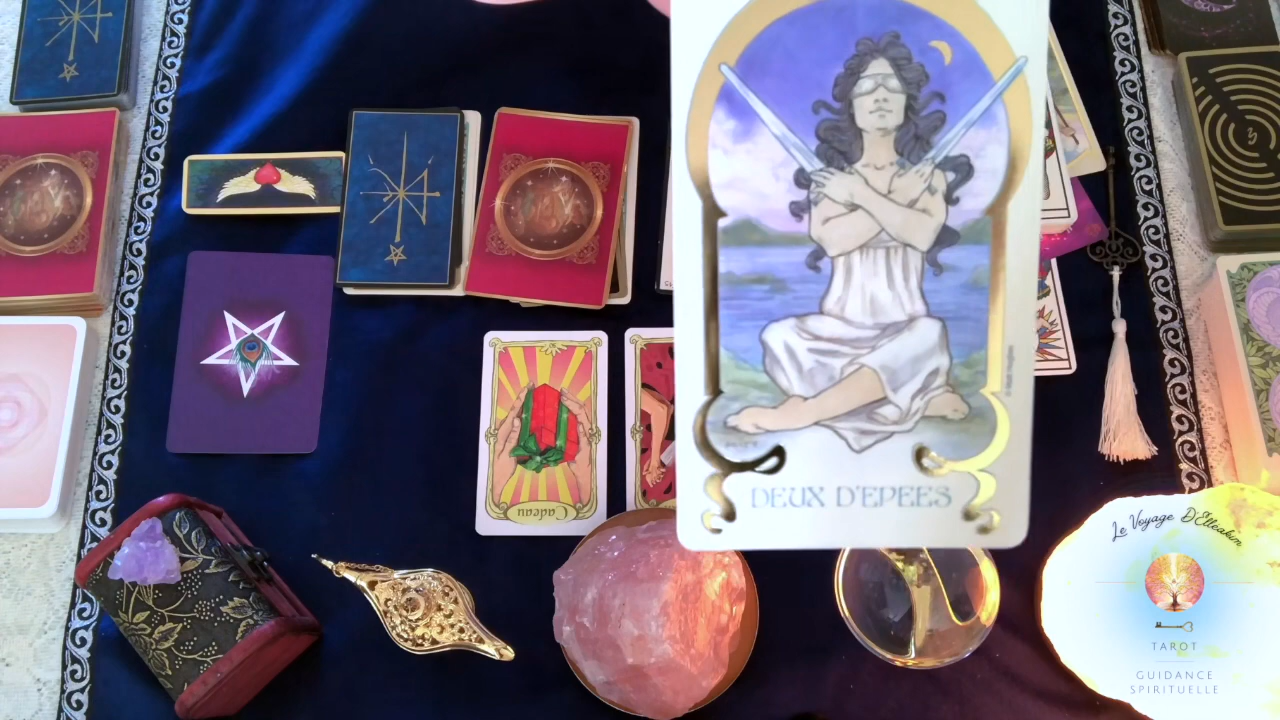 DEUX D'EPEES
Cadeau
Le Voyage D'Elleakim
TAROT
GUIDANCE
SPIRITUELLE